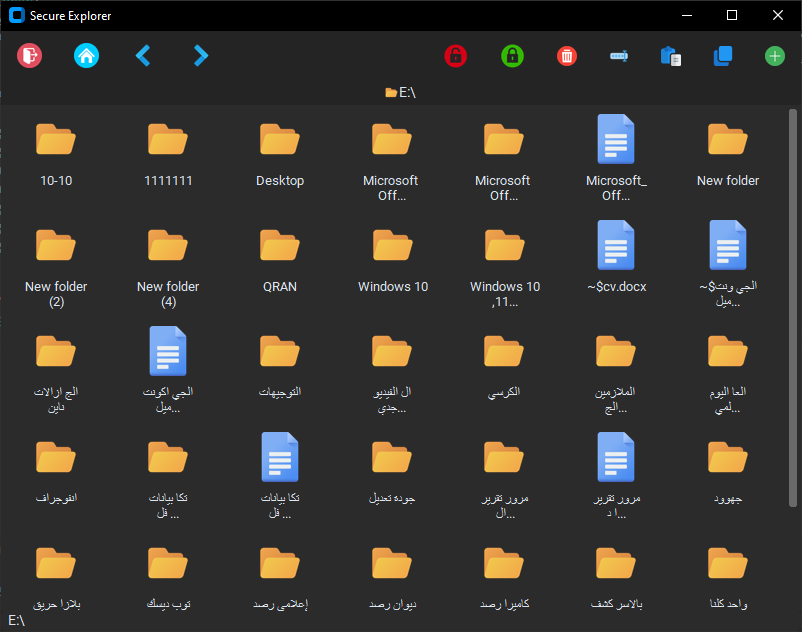 Secure Explorer
E:\
10-10
1111111
Desktop
Microsoft
Off...
Microsoft
Off...
Microsoft_
Off...
New folder
New folder
(2)
New folder
(4)
QRAN
Windows 10
Windows 10
,11...
~$cv.docx
~$الجي ونت
ميل...
الج ازالات
ناين
الجي اكونت
ميل...
التوجيهات
ال الفيديو
جدي...
الكرسي
الملازمين
الج...
العا اليوم
لمي...
انفوجراف
تكا بيانات
فل ...
تكا بيانات
فل ...
جوده تعديل
مرور تقرير
ال...
مرور تقرير
ا د...
جهوود
بلازا حريق
توب ديسك
إعلامى رصد
ديوان رصد
كاميرا رصد
بالاسر كشف
واحد كلنا
E:\